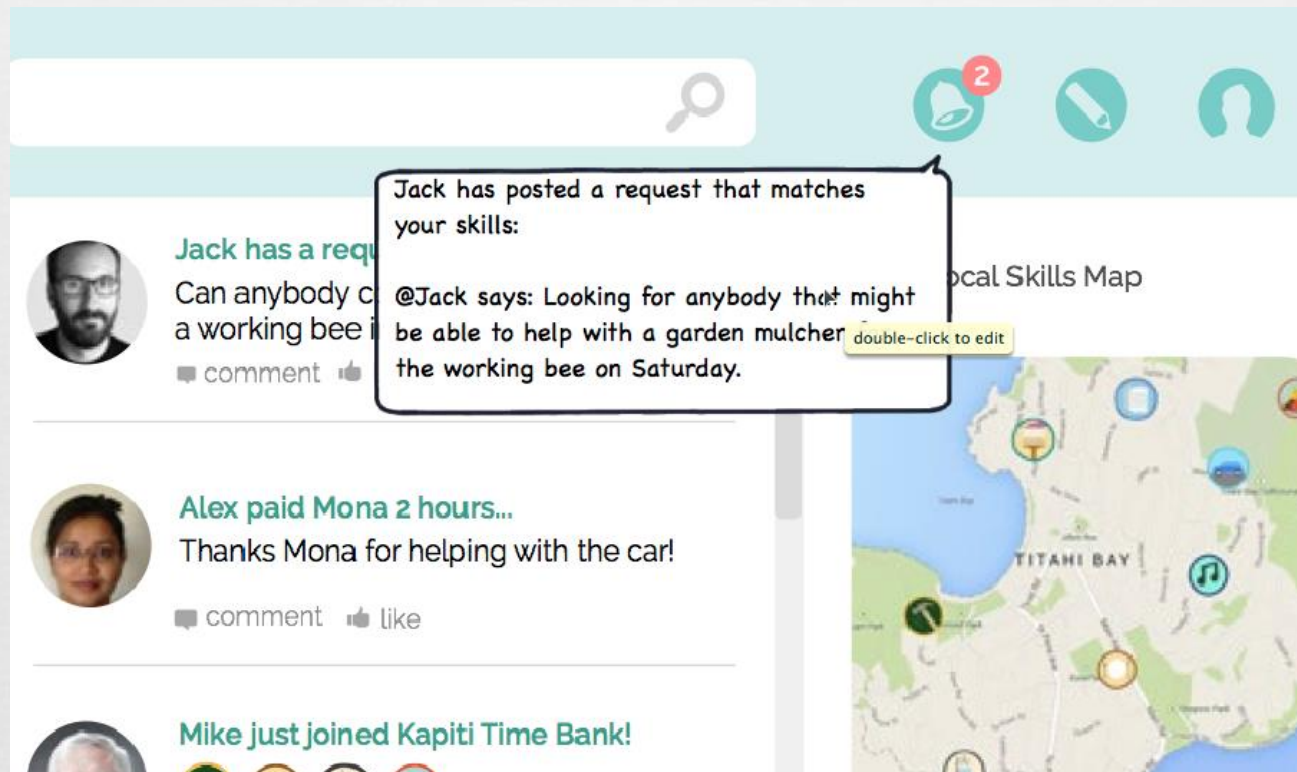 2
Jack has posted a request that matches
your skills:
@Jack says: Looking for anybody that might
be able to help with a garden mulcher
the working bee on Saturday.
double-click to edit
Jack has a requ
Can anybody c
a working bee i
comment
Alex paid Mona 2 hours...
Thanks Mona for helping with the car!
comment like
Mike just joined Kapiti Time Bank!
ocal Skills Map
TITAHI BAY